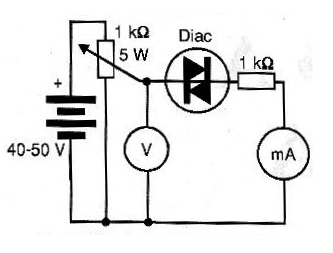 1 kΩ
5 W
Diac
1 kΩ
+
40-50 V
V
mA